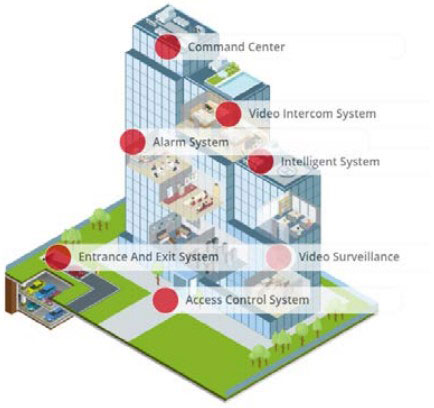 Command Center
Video Intercom System
Alarm System
Intelligent System
Entrance And Exit System
Video Surveillance
Access Control System